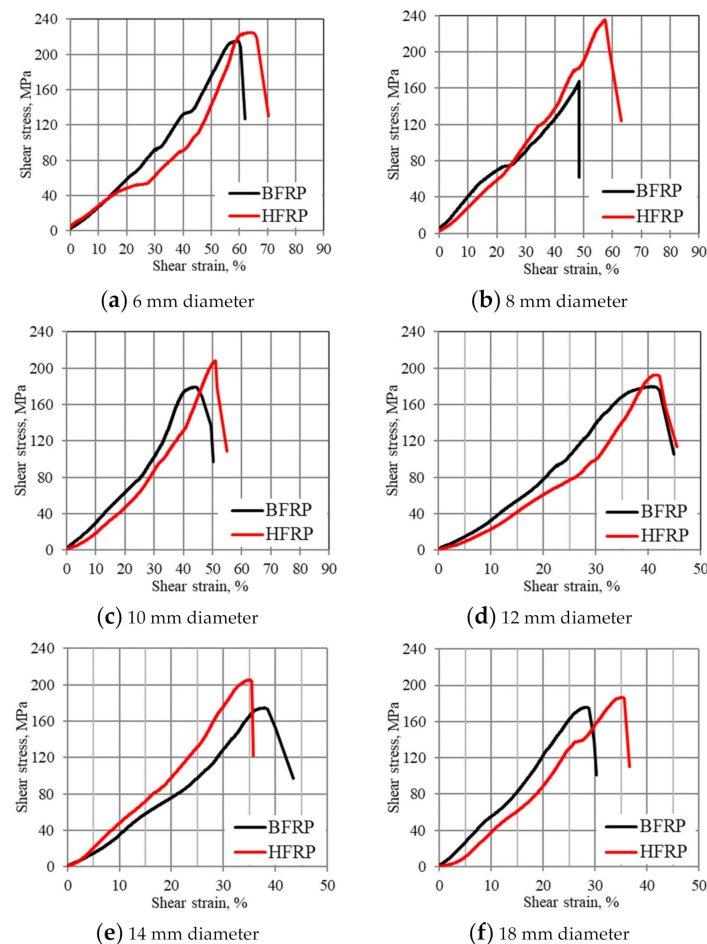 240
200
160
120
80
40
0
Shear stress, MPa
BFRP
HFRP
0 10 20 30 40 50 60 70 80 90
Shear strain, %
(a) 6 mm diameter
240
200
160
120
80
40
0
Shear stress, MPa
BFRP
HFRP
0 10 20 30 40 50 60 70 80 90
Shear strain, %
(b) 8 mm diameter
240
200
160
120
80
40
0
Shear stress, MPa
BFRP
HFRP
0 10 20 30 40 50 60 70 80 90
Shear strain, %
(c) 10 mm diameter
240
200
160
120
80
40
0
Shear stress, MPa
BFRP
HFRP
0 10 20 30 40 50
Shear strain, %
(d) 12 mm diameter
240
200
160
120
80
40
0
Shear stress, MPa
BFRP
HFRP
0 10 20 30 40 50
Shear strain, %
(e) 14 mm diameter
240
200
160
120
80
40
0
Shear stress, MPa
BFRP
HFRP
0 10 20 30 40 50
Shear strain, %
(f) 18 mm diameter